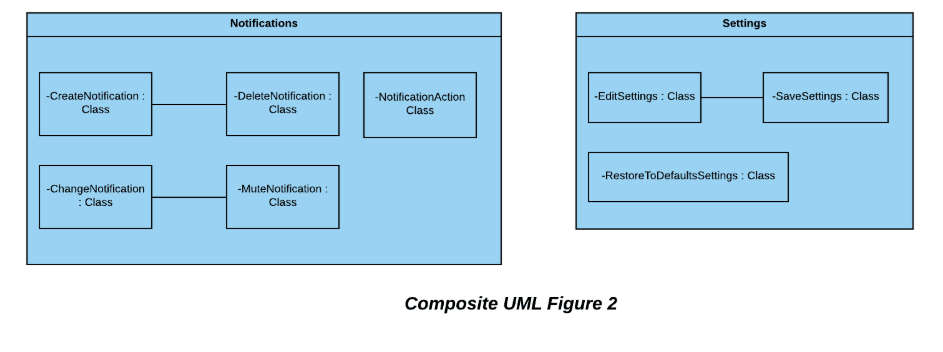 Notifications
-CreateNotification :
Class
-DeleteNotification :
Class
-NotificationAction
Class
-ChangeNotification
: Class
-MuteNotification :
Class
Settings
-EditSettings : Class
-SaveSettings : Class
-RestoreToDefaultsSettings : Class
Composite UML Figure 2